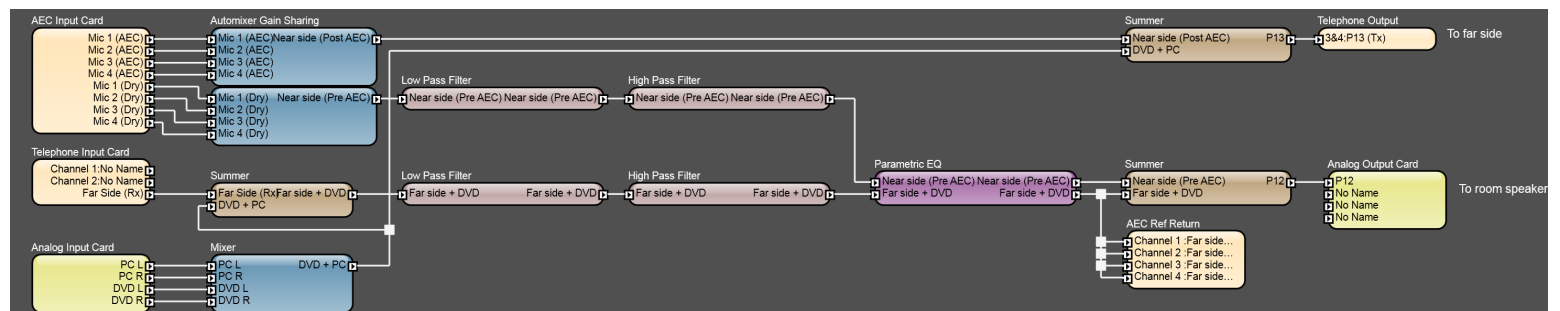 AEC Input Card
Mic 1 (AEC)
Mic 2 (AEC)
Mic 3 (AEC)
Mic 4 (AEC)
Mic 1 (Dry)
Mic 2 (Dry)
Mic 3 (Dry)
Mic 4 (Dry)
Automixer Gain Sharing
Mic 1 (AEC) Near side (Post AEC)
Mic 2 (AEC)
Mic 3 (AEC)
Mic 4 (AEC)
Mic 1 (Dry) Near side (Pre AEC)
Mic 2 (Dry)
Mic 3 (Dry)
Mic 4 (Dry)
Low Pass Filter
Near side (Pre AEC) Near side (Pre AEC)
High Pass Filter
Near side (Pre AEC) Near side (Pre AEC)
Summer
Near side (Post AEC) P13
DVD + PC
Telephone Output
3&4:P13 (Tx)
To far side
Telephone Input Card
Channel 1:No Name
Channel 2:No Name
Far Side (Rx)
Summer
Far Side (Rx Far side + DVD
DVD + PC
Low Pass Filter
Far side + DVD Far side + DVD
High Pass Filter
Far side + DVD Far side + DVD
Parametric EQ
Near side (Pre AEC) Near side (Pre AEC)
Far side + DVD Far side + DVD
Summer
Near side (Pre AEC) P12
Far side + DVD
Analog Output Card
P12
No Name
No Name
No Name
To room speaker
AEC Ref Return
Channel 1 :Far side...
Channel 2 :Far side...
Channel 3 :Far side...
Channel 4 :Far side...
Analog Input Card
PC L
PC R
DVD L
DVD R
Mixer
PC L DVD + PC
PC R
DVD L
DVD R